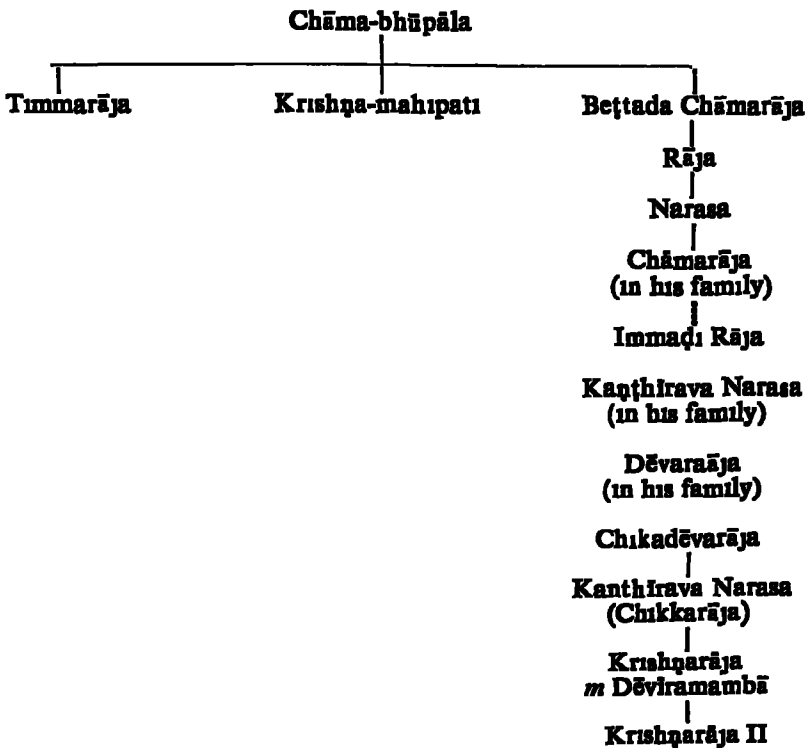 Chāma-bhūpāla
Timmarāja Krishṇa-mahipati Beṭṭada Chāmarāja
Rāja
Narasa
Chāmarāja
(in his family)
Immaḍi Rāja
Kaṇṭhīrava Narasa
(in his family)
Dēvaraāja
(in his family)
Chikadēvarāja
Kanthīrava Narasa
(Chikkarāja)
Krishṇarāja
m Dēvīramambā
Krishṇarāja II